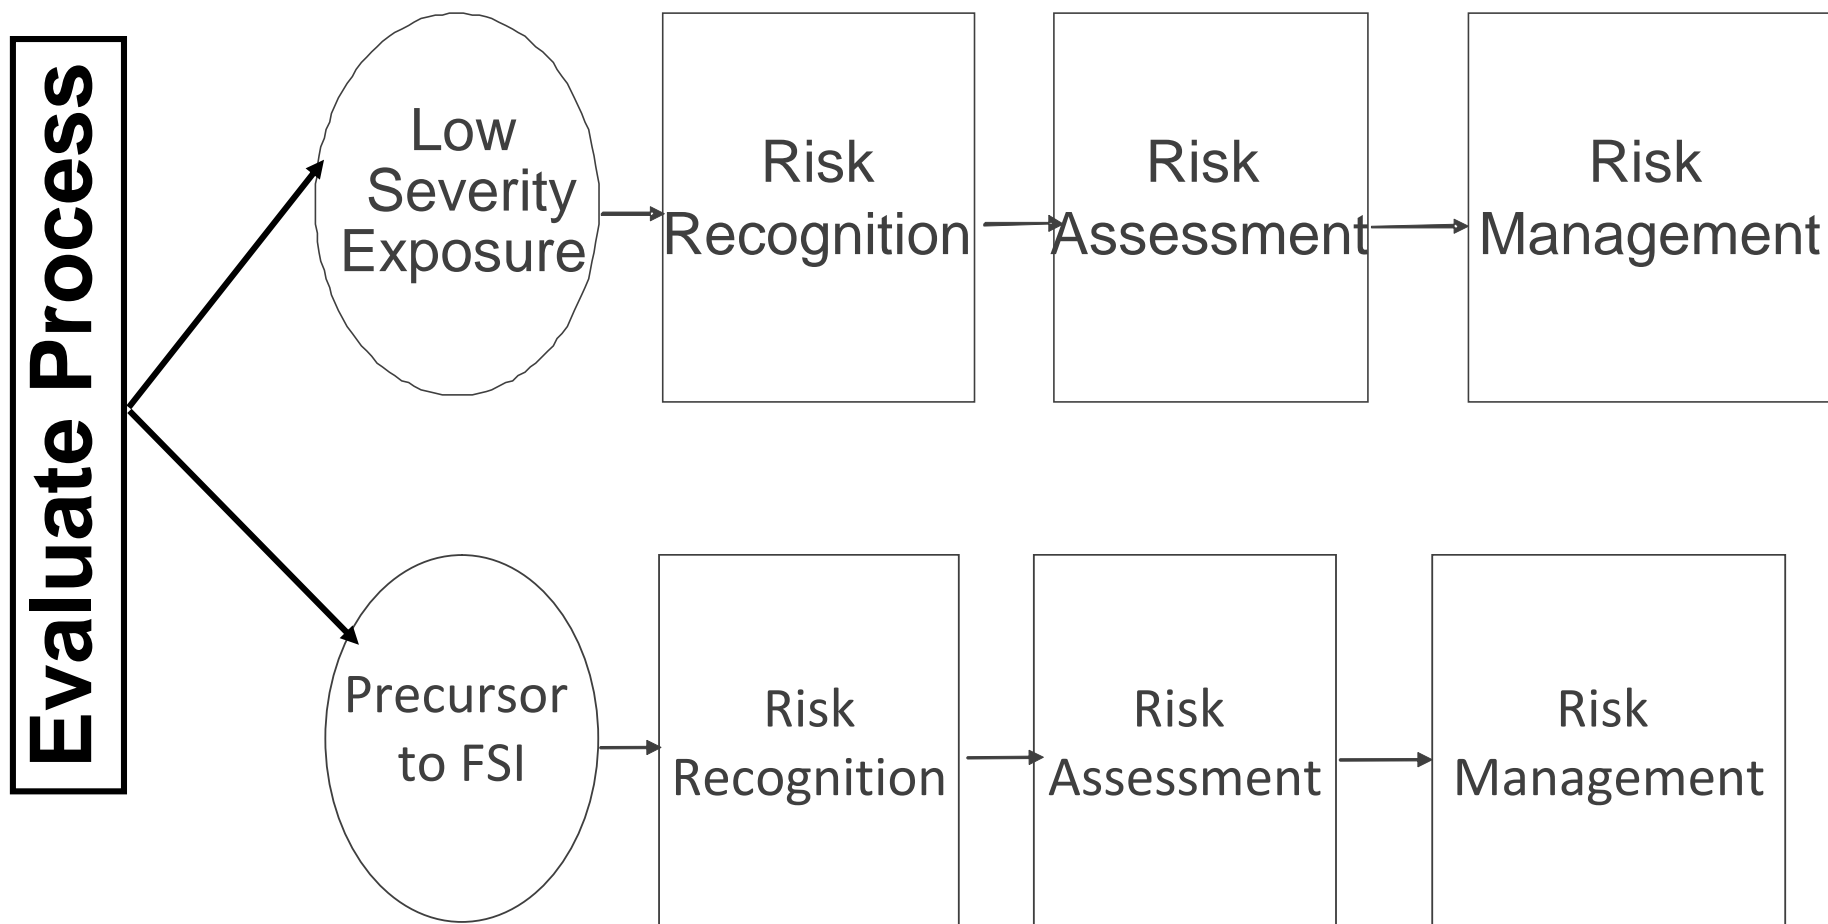 Evaluate Process
Low
Severity
Exposure
Risk
Recognition
Risk
Assessment
Risk
Management
Precursor
to FSI
Risk
Recognition
Risk
Assessment
Risk
Management